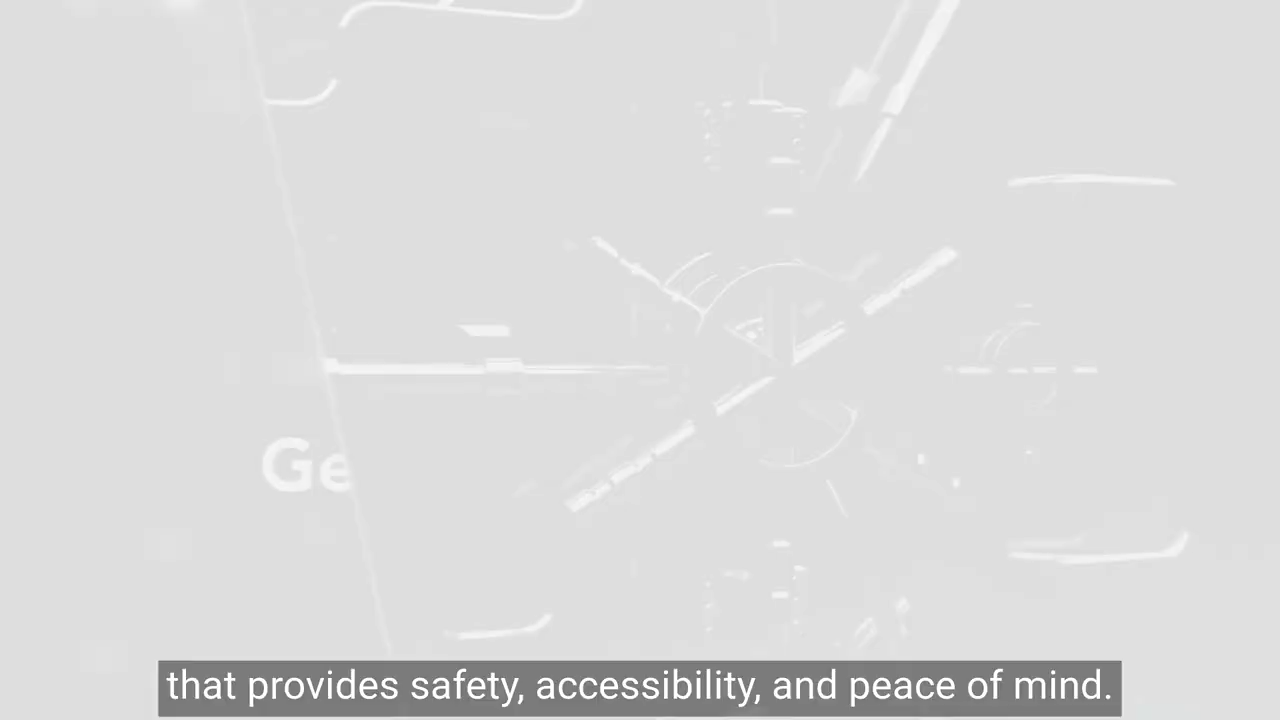 Ge
that provides safety, accessibility, and peace of mind.